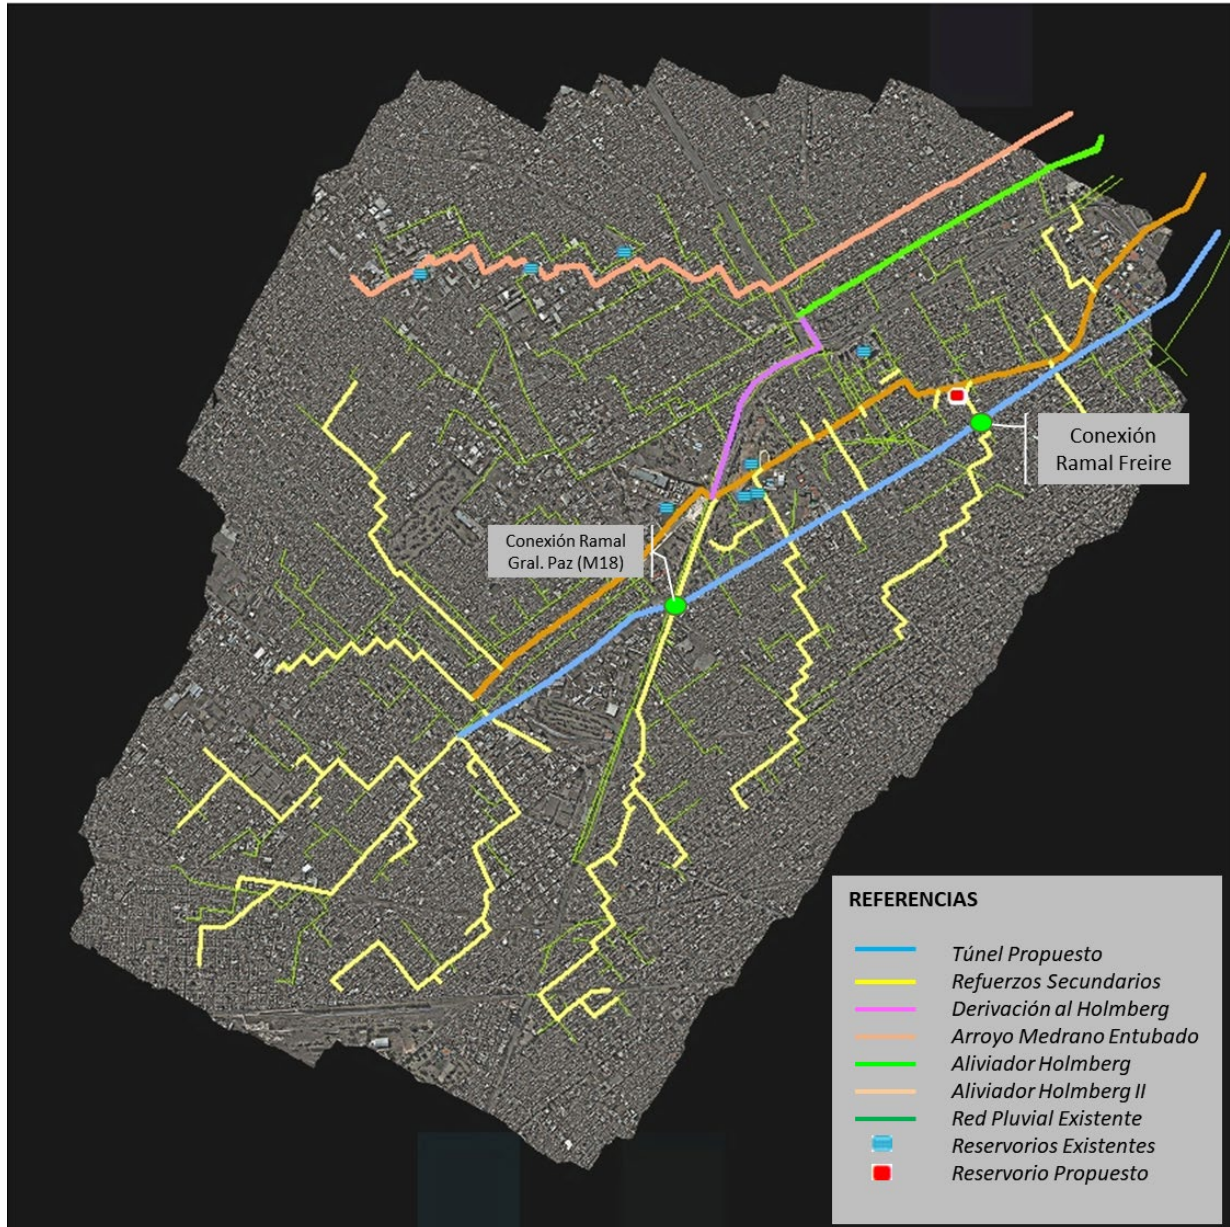 Conexión
Ramal Freire
Conexión Ramal
Gral. Paz (M18)
REFERENCIAS
Túnel Propuesto
Refuerzos Secundarios
Derivación al Holmberg
Arroyo Medrano Entubado
Aliviador Holmberg
Aliviador Holmberg II
Red Pluvial Existente
Reservorios Existentes
Reservorio Propuesto